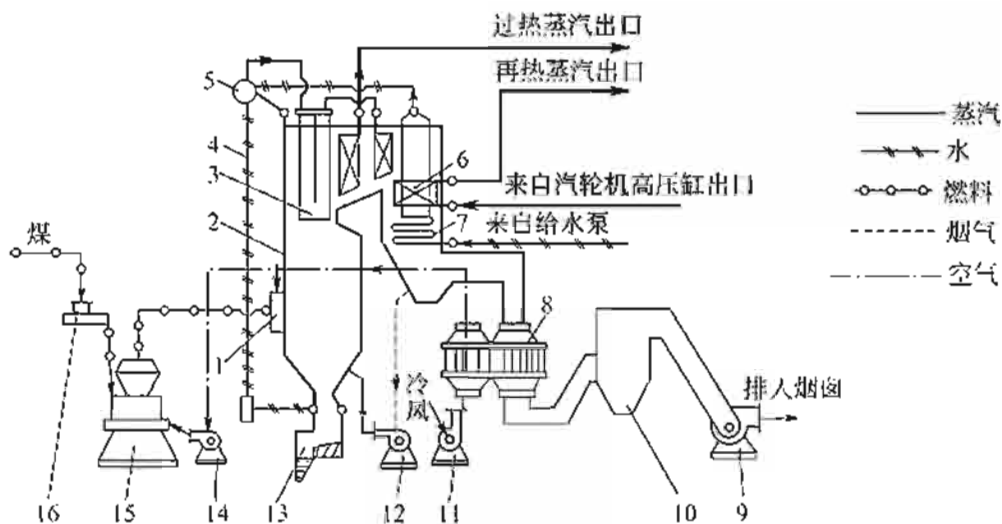 过热蒸汽出口
再热蒸汽出口
5
4
3
6
蒸汽
水
来自汽轮机高压缸出口
7
燃料
来自给水泵
2
煤
烟气
空气
8
1
冷
风
排入烟囱
16
15
14
13
12
11
10
9